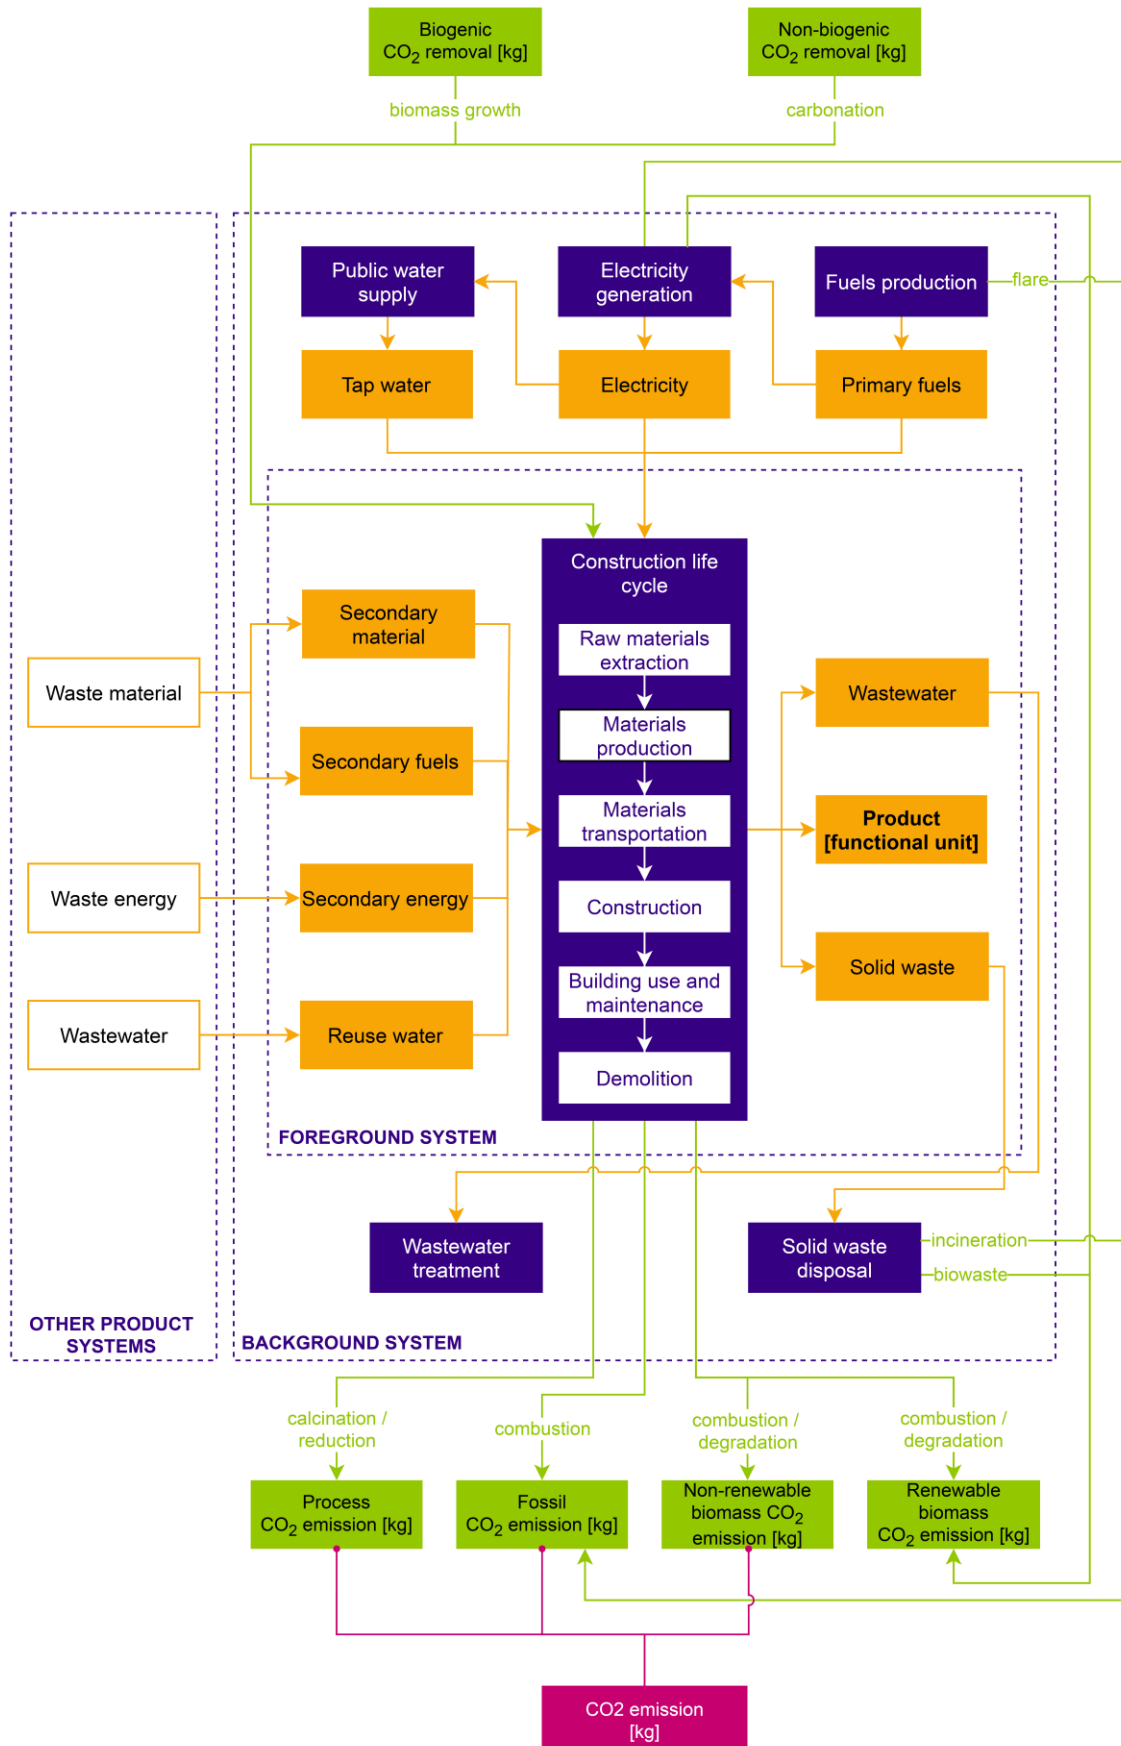 Biogenic
CO2 removal [kg]
Non-biogenic
CO2 removal [kg]
biomass growth
carbonation
Public water
supply
Electricity
generation
Fuels production
flare
Tap water
Electricity
Primary fuels
Construction life
cycle
Secondary
material
Raw materials
extraction
Waste material
Wastewater
Materials
production
Secondary fuels
Materials
transportation
Product
[functional unit]
Waste energy
Secondary energy
Construction
Solid waste
Building use and
maintenance
Wastewater
Reuse water
Demolition
FOREGROUND SYSTEM
Wastewater
treatment
Solid waste
disposal
incineration
biowaste
OTHER PRODUCT
SYSTEMS
BACKGROUND SYSTEM
calcination /
reduction
combustion
combustion /
degradation
combustion /
degradation
Process
CO2 emission [kg]
Fossil
CO2 emission [kg]
Non-renewable
biomass CO2
emission [kg]
Renewable
biomass
CO2 emission [kg]
CO2 emission
[kg]